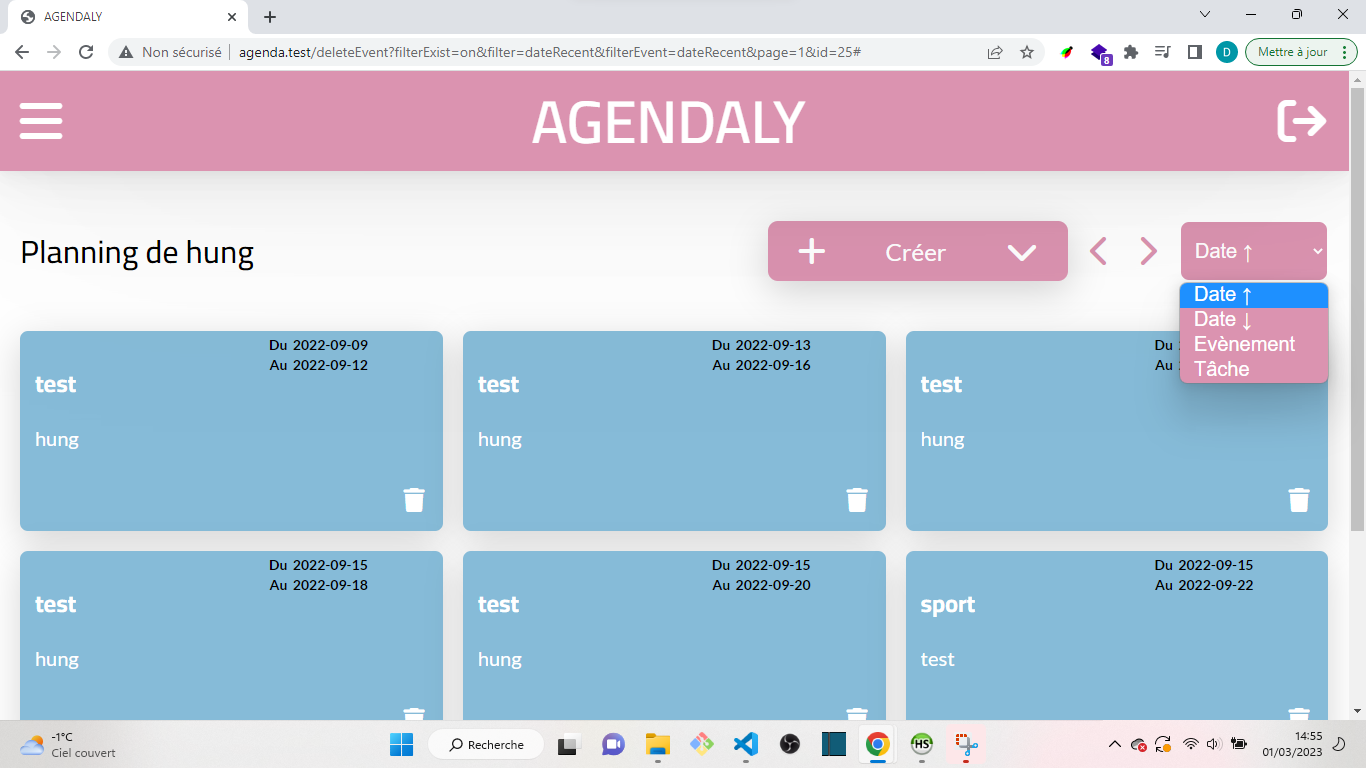 AGENDALY
Non sécurisé
agenda.test/deleteEvent?filterExist=on&filter=dateRecent&filterEvent=dateRecent&page=1&id=25#
8
D
Mettre à jour
AGENDALY
Planning de hung
Créer
Date ↑
Date ↑
Date ↓
Evènement
Tâche
Du 2022-09-09
Au 2022-09-12
test
hung
Du 2022-09-13
Au 2022-09-16
test
hung
Du
Au
test
hung
Du 2022-09-15
Au 2022-09-18
test
hung
Du 2022-09-15
Au 2022-09-20
test
hung
Du 2022-09-15
Au 2022-09-22
sport
test
-1°C
Ciel couvert
Recherche
HS
14:55
01/03/2023